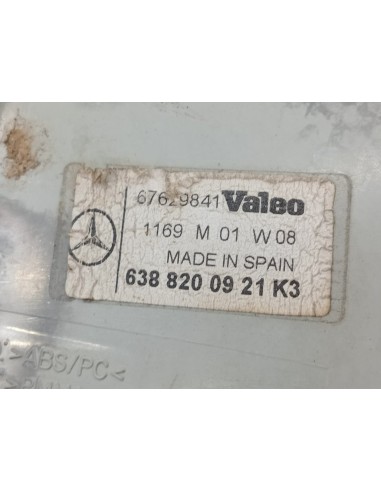 67629841 Valeo
1169 M 01 W 08
MADE IN SPAIN
638 820 09 21 K3
>ABS/PC<